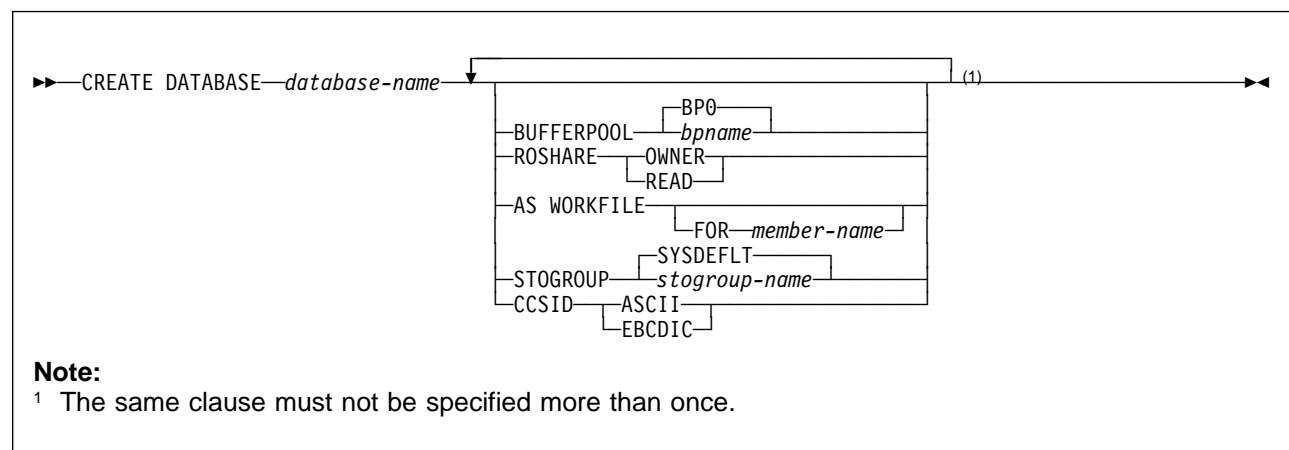 CREATE DATABASE database-name (1)
BP0
BUFFERPOOL bpname
ROSHARE OWNER
READ
AS WORKFILE
FOR member-name
SYSDEFLT
STOGROUP stogroup-name
CCSID ASCII
EBCDIC
Note:
1 The same clause must not be specified more than once.